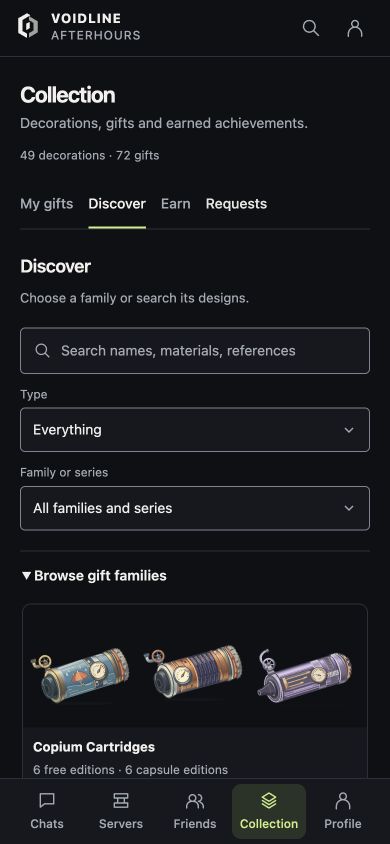 VOIDLINE
AFTERHOURS
Collection
Decorations, gifts and earned achievements.
49 decorations · 72 gifts
My gifts Discover Earn Requests
Discover
Choose a family or search its designs.
Search names, materials, references
Type
Everything
Family or series
All families and series
▼ Browse gift families
Copium Cartridges
6 free editions · 6 capsule editions
Chats Servers Friends Collection Profile